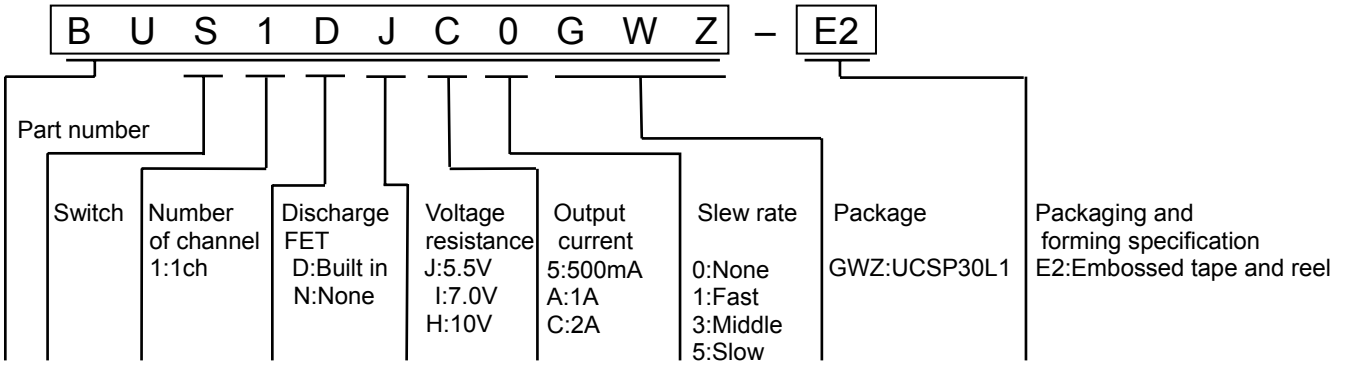 B U S 1 D J C 0 G W Z – E2
Part number
Switch
Number
of channel
1:1ch
Discharge
FET
D:Built in
N:None
Voltage
resistance
J:5.5V
I:7.0V
H:10V
Output
current
5:500mA
A:1A
C:2A
Slew rate
0:None
1:Fast
3:Middle
5:Slow
Package
GWZ:UCSP30L1
Packaging and
forming specification
E2:Embossed tape and reel